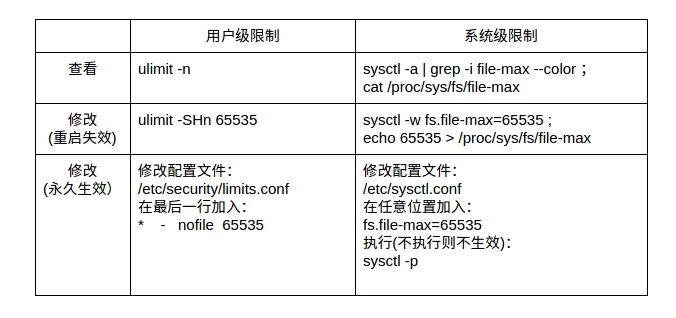 用户级限制
系统级限制
查看
ulimit -n
sysctl -a | grep -i file-max --color；
cat /proc/sys/fs/file-max
修改
(重启失效)
ulimit -SHn 65535
sysctl -w fs.file-max=65535 ;
echo 65535 > /proc/sys/fs/file-max
修改
(永久生效)
修改配置文件：
/etc/security/limits.conf
在最后一行加入：
* - nofile 65535
修改配置文件：
/etc/sysctl.conf
在任意位置加入：
fs.file-max=65535
执行(不执行则不生效)：
sysctl -p